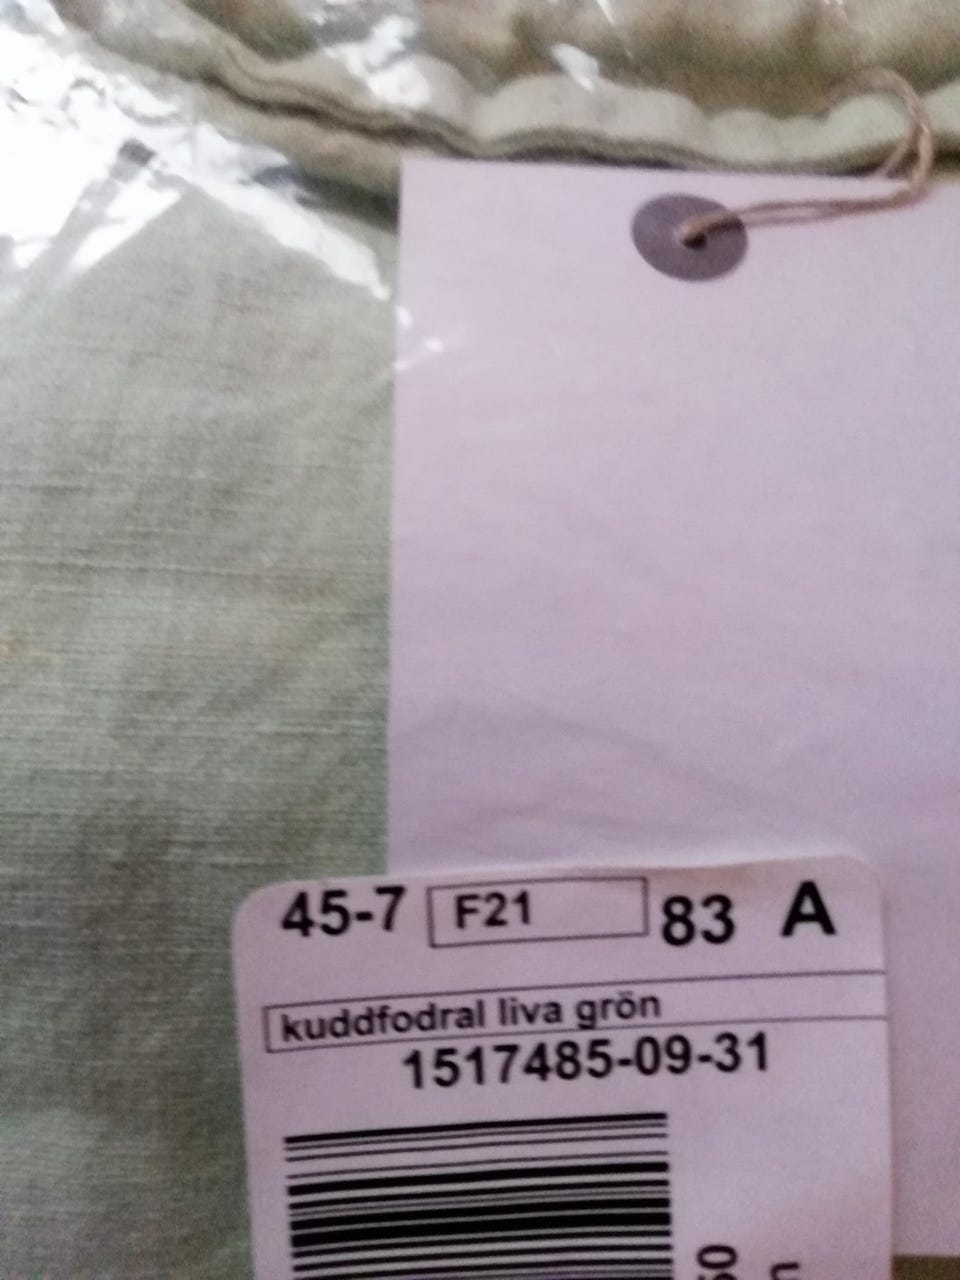 45-7 F21 83 A
kuddfodral liva grön
1517485-09-31